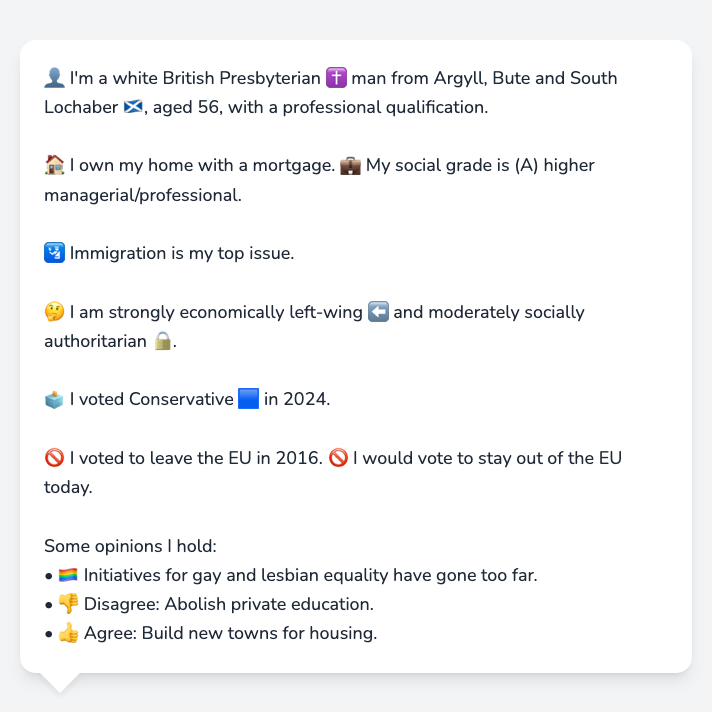 👤 I'm a white British Presbyterian ✝️ man from Argyll, Bute and South
Lochaber 🏴󠁧󠁢󠁳󠁣󠁴󠁿, aged 56, with a professional qualification.
🏠 I own my home with a mortgage. 💼 My social grade is (A) higher
managerial/professional.
🛂 Immigration is my top issue.
🤔 I am strongly economically left-wing ⬅️ and moderately socially
authoritarian 🔒.
🗳️ I voted Conservative 🟦 in 2024.
🚫 I voted to leave the EU in 2016. 🚫 I would vote to stay out of the EU
today.
Some opinions I hold:
• 🏳️‍🌈 Initiatives for gay and lesbian equality have gone too far.
• 👎 Disagree: Abolish private education.
• 👍 Agree: Build new towns for housing.